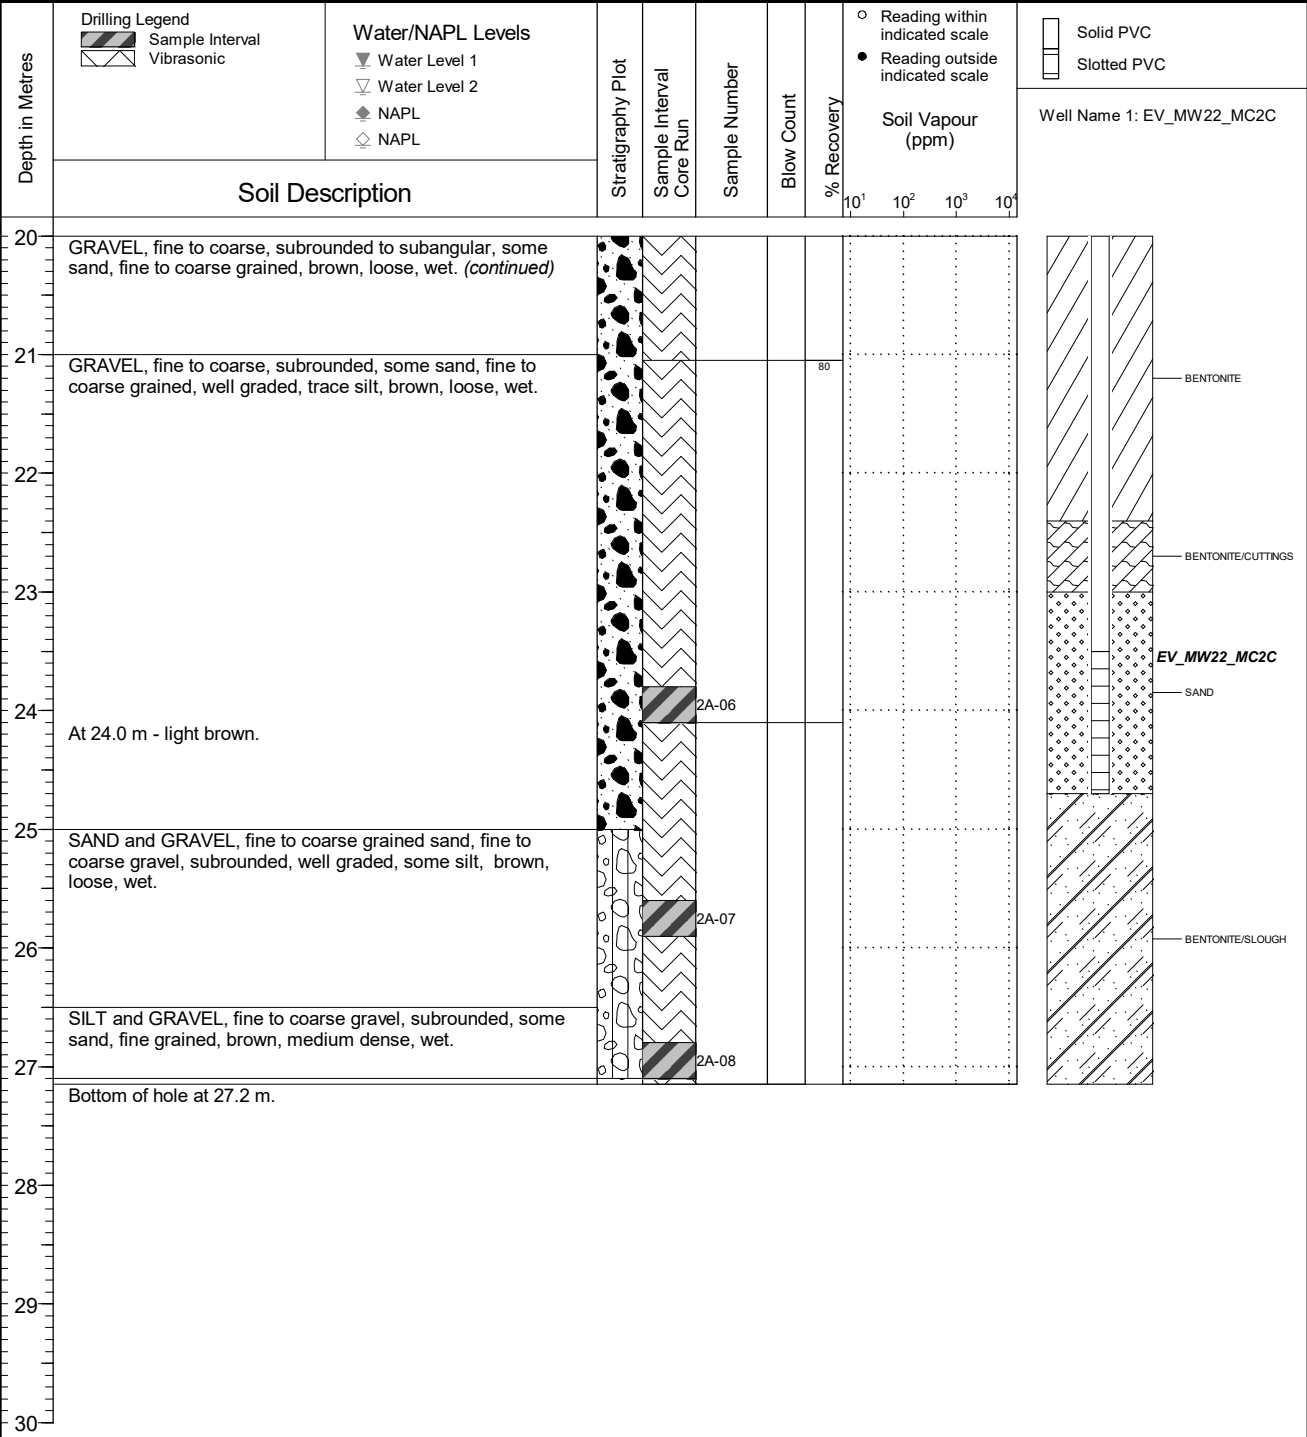 Drilling Legend
Sample Interval
Vibrasonic
Water/NAPL Levels
Water Level 1
Water Level 2
NAPL
NAPL
Depth in Metres
Soil Description
Stratigraphy Plot
Sample Interval
Core Run
Sample Number
Blow Count
% Recovery
Reading within
indicated scale
Reading outside
indicated scale
Soil Vapour
(ppm)
10¹ 10² 10³ 10⁴
Solid PVC
Slotted PVC
Well Name 1: EV_MW22_MC2C
20
GRAVEL, fine to coarse, subrounded to subangular, some
sand, fine to coarse grained, brown, loose, wet. (continued)
21
GRAVEL, fine to coarse, subrounded, some sand, fine to
coarse grained, well graded, trace silt, brown, loose, wet.
80
BENTONITE
22
BENTONITE/CUTTINGS
23
EV_MW22_MC2C
SAND
2A-06
24
At 24.0 m - light brown.
25
SAND and GRAVEL, fine to coarse grained sand, fine to
coarse gravel, subrounded, well graded, some silt, brown,
loose, wet.
2A-07
BENTONITE/SLOUGH
26
SILT and GRAVEL, fine to coarse gravel, subrounded, some
sand, fine grained, brown, medium dense, wet.
2A-08
27
Bottom of hole at 27.2 m.
28
29
30